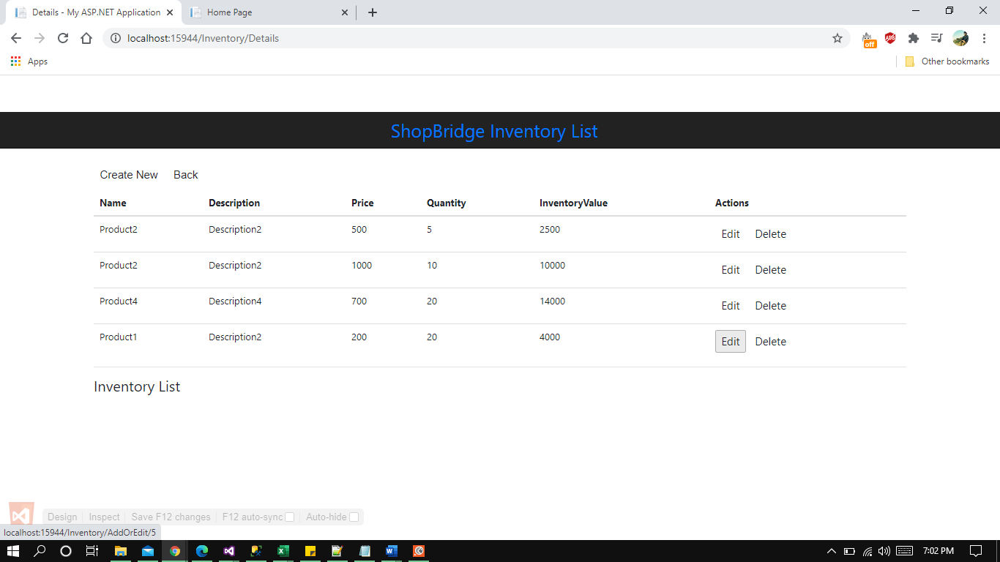 Details - My ASP.NET Application
Home Page
localhost:15944/Inventory/Details
off
ABP
Apps
Other bookmarks
ShopBridge Inventory List
Create New Back
Name Description Price Quantity InventoryValue Actions
Product2 Description2 500 5 2500 Edit Delete
Product2 Description2 1000 10 10000 Edit Delete
Product4 Description4 700 20 14000 Edit Delete
Product1 Description2 200 20 4000 Edit Delete
Inventory List
Design Inspect Save F12 changes F12 auto-sync Auto-hide
localhost:15944/Inventory/AddOrEdit/5
7:02 PM